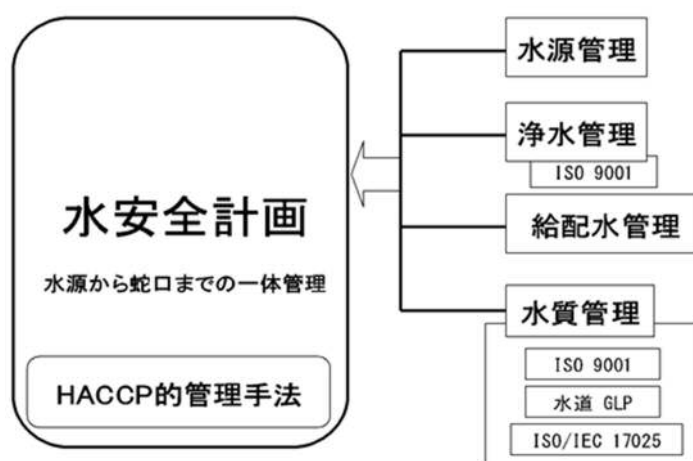 水安全計画
水源から蛇口までの一体管理
HACCP的管理手法
水源管理
浄水管理
ISO 9001
給配水管理
水質管理
ISO 9001
水道 GLP
ISO/IEC 17025